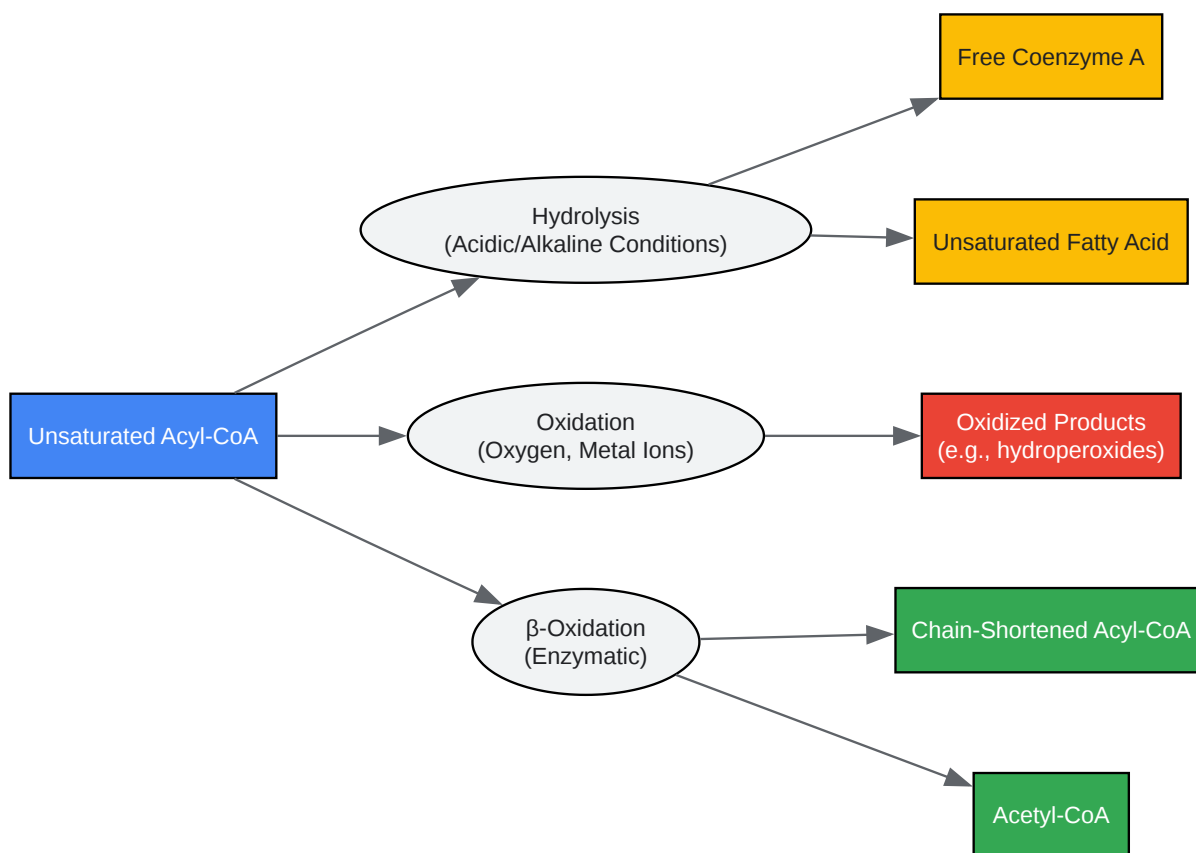 Free Coenzyme A
Hydrolysis
(Acidic/Alkaline Conditions)
Unsaturated Fatty Acid
Unsaturated Acyl-CoA
Oxidation
(Oxygen, Metal Ions)
Oxidized Products
(e.g., hydroperoxides)
β-Oxidation
(Enzymatic)
Chain-Shortened Acyl-CoA
Acetyl-CoA